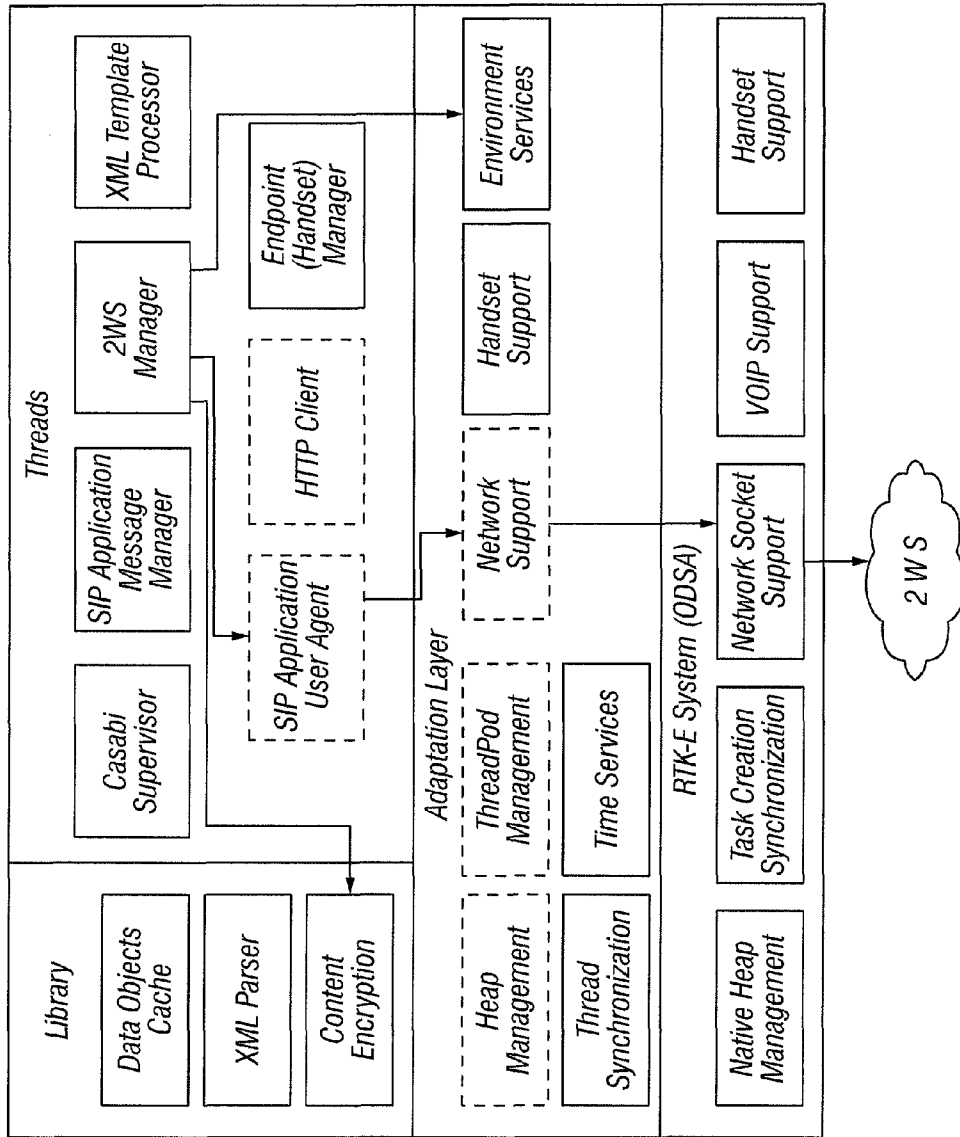 Library
Data Objects
Cache
XML Parser
Content
Encryption
Threads
Casabi
Supervisor
SIP Application
Message
Manager
2WS
Manager
XML Template
Processor
SIP Application
User Agent
HTTP Client
Endpoint
(Handset)
Manager
Adaptation Layer
Heap
Management
ThreadPod
Management
Network
Support
Handset
Support
Environment
Services
Thread
Synchronization
Time Services
RTK-E System (ODSA)
Native Heap
Management
Task Creation
Synchronization
Network Socket
Support
VOIP Support
Handset
Support
2 W S